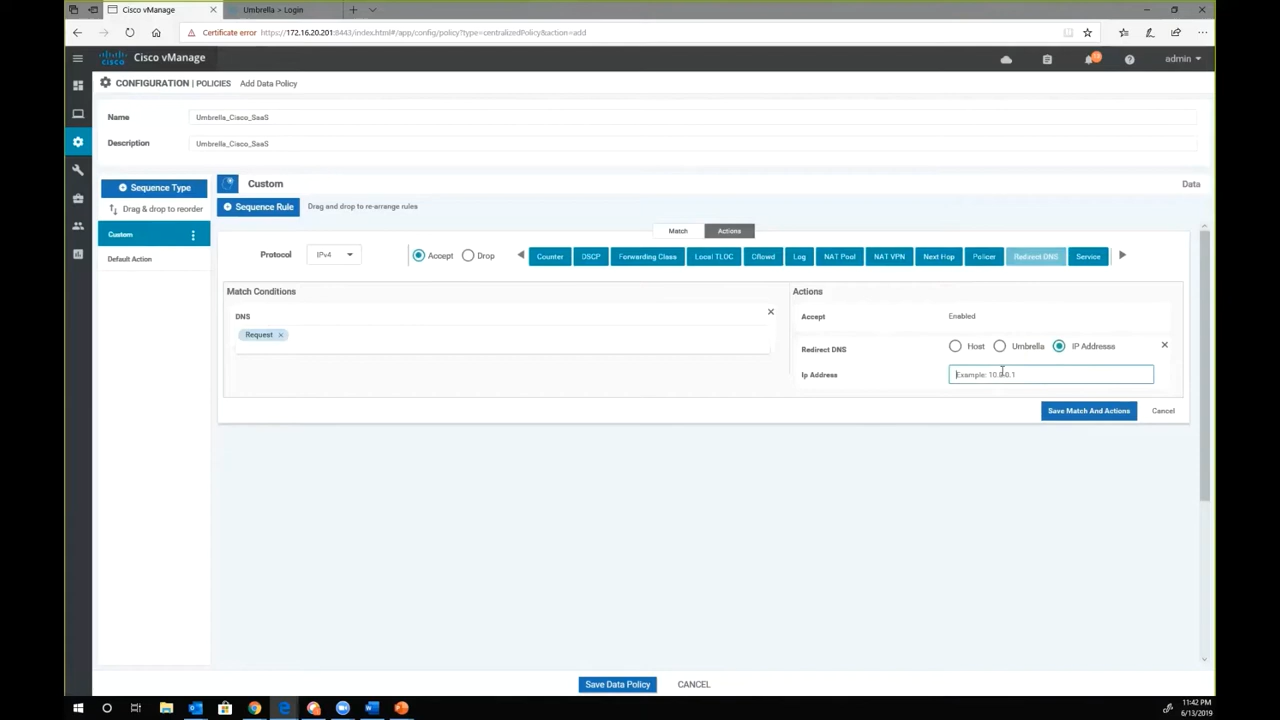 Cisco vManage
Umbrella > Login
Certificate error https://172.16.20.201:8443/index.html#/app/config/policy?type=centralizedPolicy&action=add
cisco Cisco vManage
admin
CONFIGURATION | POLICIES Add Data Policy
Name Umbrella_Cisco_SaaS
Description Umbrella_Cisco_SaaS
Sequence Type
Drag & drop to reorder
Custom
Default Action
Custom Data
Sequence Rule Drag and drop to re-arrange rules
Match Actions
Protocol IPv4 Accept Drop Counter DSCP Forwarding Class Local TLOC Cflowd Log NAT Pool NAT VPN Next Hop Policer Redirect DNS Service
Match Conditions
DNS
Request
Actions
Accept Enabled
Redirect DNS Host Umbrella IP Addresss
Ip Address Example: 10.0.0.1
Save Match And Actions Cancel
Save Data Policy CANCEL
11:42 PM
6/13/2019